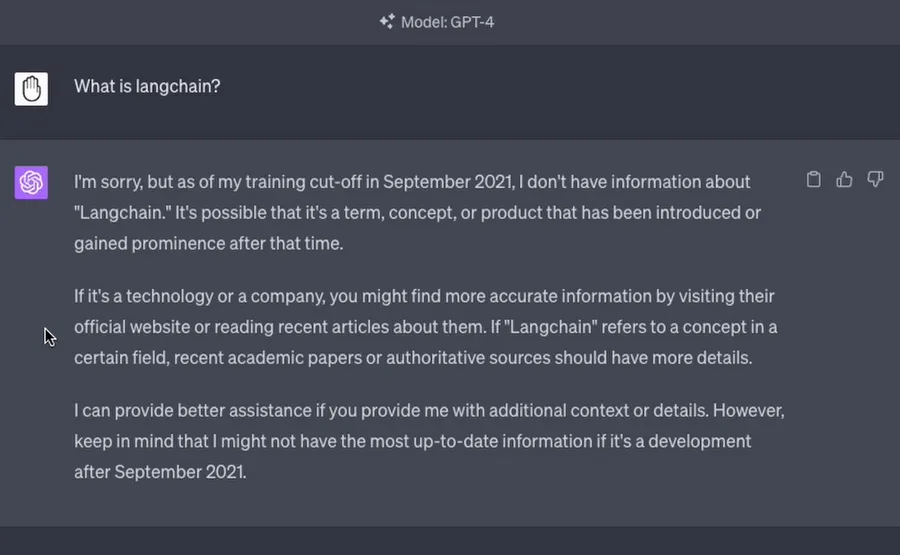 Model: GPT-4
What is langchain?
I'm sorry, but as of my training cut-off in September 2021, I don't have information about
"Langchain." It's possible that it's a term, concept, or product that has been introduced or
gained prominence after that time.
If it's a technology or a company, you might find more accurate information by visiting their
official website or reading recent articles about them. If "Langchain" refers to a concept in a
certain field, recent academic papers or authoritative sources should have more details.
I can provide better assistance if you provide me with additional context or details. However,
keep in mind that I might not have the most up-to-date information if it's a development
after September 2021.